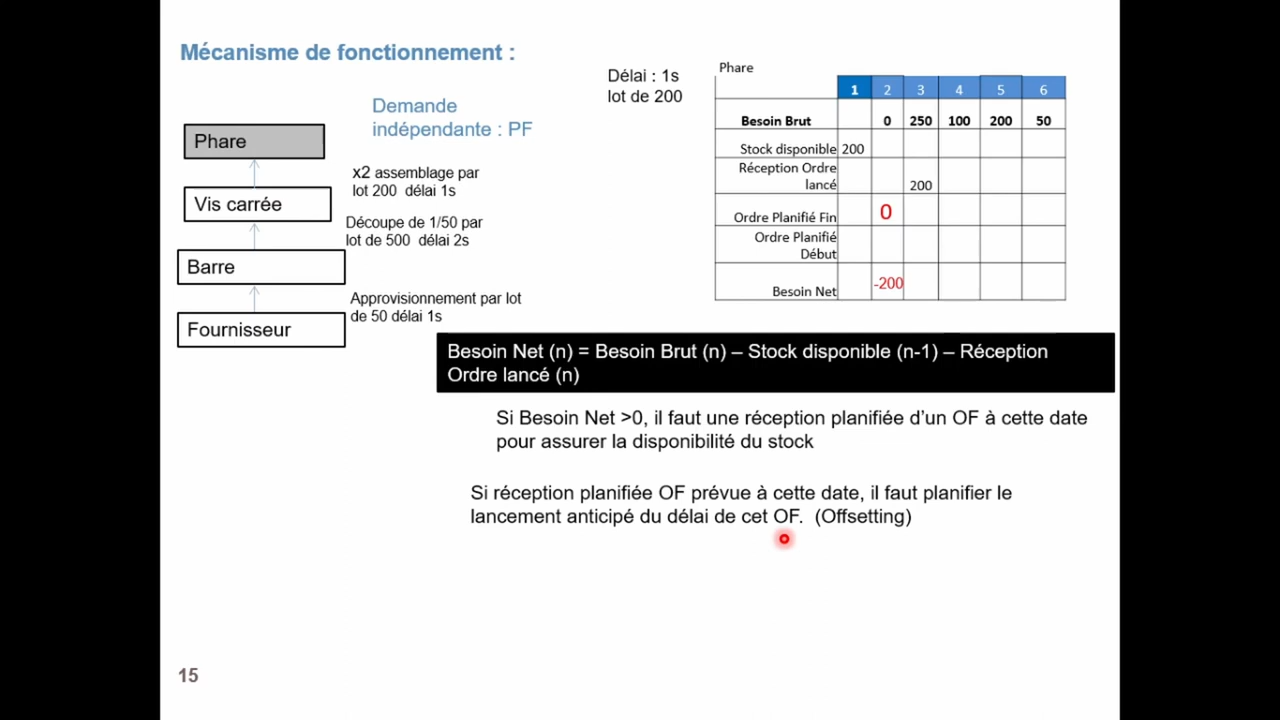 Mécanisme de fonctionnement :
Demande
indépendante : PF
Phare
x2 assemblage par
lot 200 délai 1s
Vis carrée
Découpe de 1/50 par
lot de 500 délai 2s
Barre
Approvisionnement par lot
de 50 délai 1s
Fournisseur
Délai : 1s
lot de 200
Phare
1 2 3 4 5 6
Besoin Brut 0 250 100 200 50
Stock disponible 200
Réception Ordre
lancé 200
Ordre Planifié Fin 0
Ordre Planifié
Début
Besoin Net -200
Besoin Net (n) = Besoin Brut (n) – Stock disponible (n-1) – Réception
Ordre lancé (n)
Si Besoin Net >0, il faut une réception planifiée d'un OF à cette date
pour assurer la disponibilité du stock
Si réception planifiée OF prévue à cette date, il faut planifier le
lancement anticipé du délai de cet OF. (Offsetting)
15